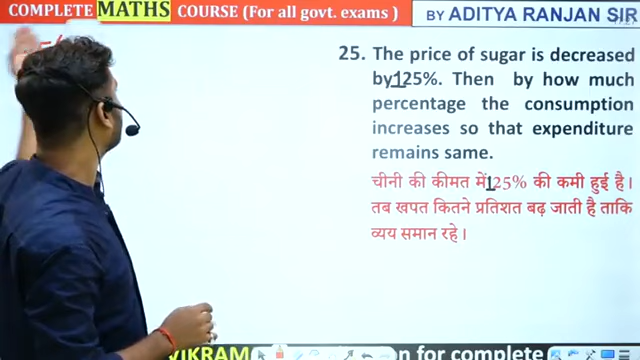 COMPLETE MATHS COURSE (For all govt. exams )
BY ADITYA RANJAN SIR
25. The price of sugar is decreased
by 125%. Then by how much
percentage the consumption
increases so that expenditure
remains same.
चीनी की कीमत में 125% की कमी हुई है।
तब खपत कितने प्रतिशत बढ़ जाती है ताकि
व्यय समान रहे।
VIKRAM
on for complete